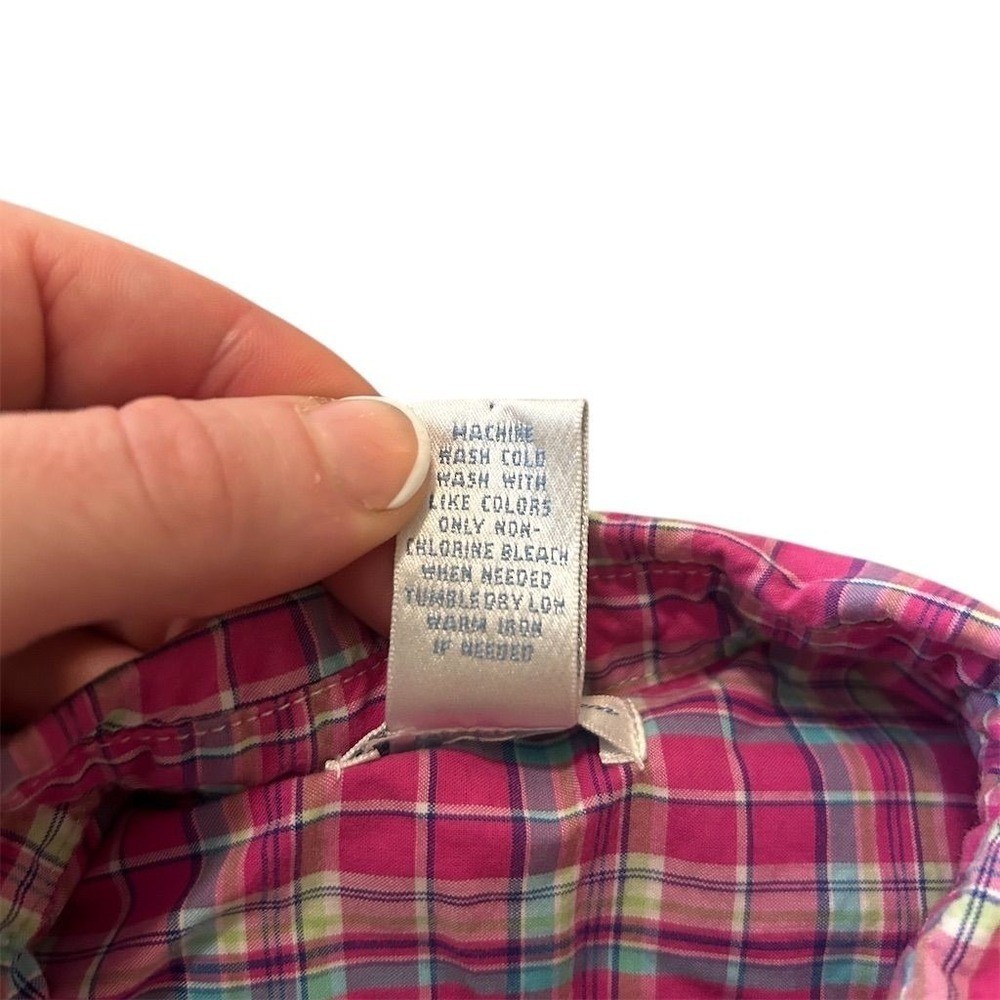 MACHINE
WASH COLD
WASH WITH
LIKE COLORS
ONLY NON-
CHLORINE BLEACH
WHEN NEEDED
TUMBLE DRY LOW
WARM IRON
IF NEEDED